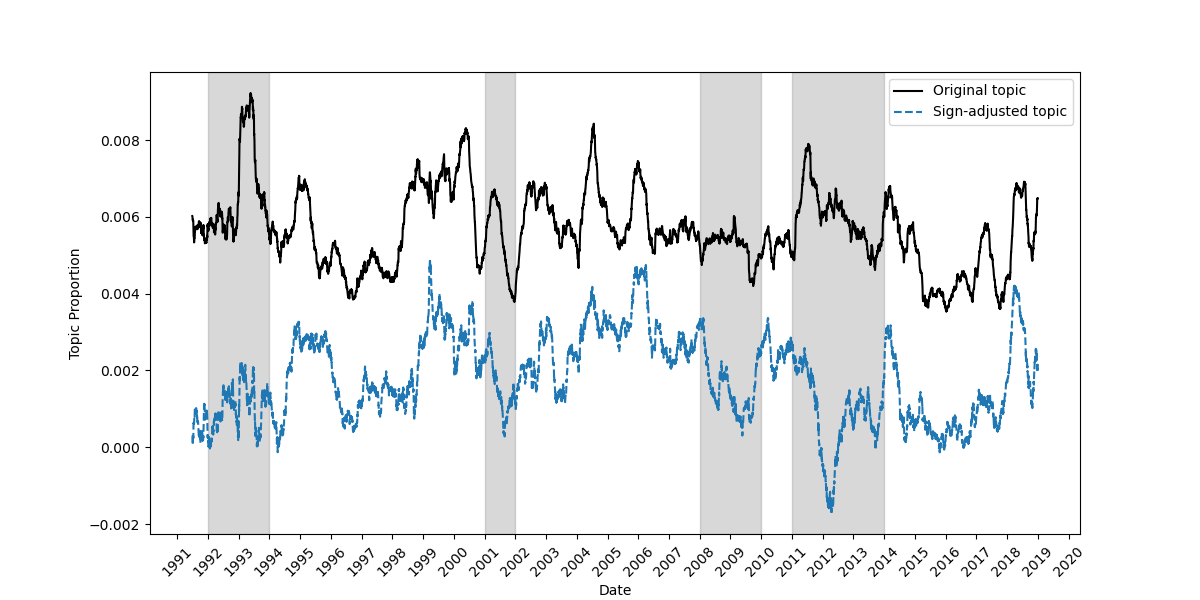 Original topic
Sign-adjusted topic
Topic Proportion
0.008
0.006
0.004
0.002
0.000
−0.002
1991 1992 1993 1994 1995 1996 1997 1998 1999 2000 2001 2002 2003 2004 2005 2006 2007 2008 2009 2010 2011 2012 2013 2014 2015 2016 2017 2018 2019 2020
Date